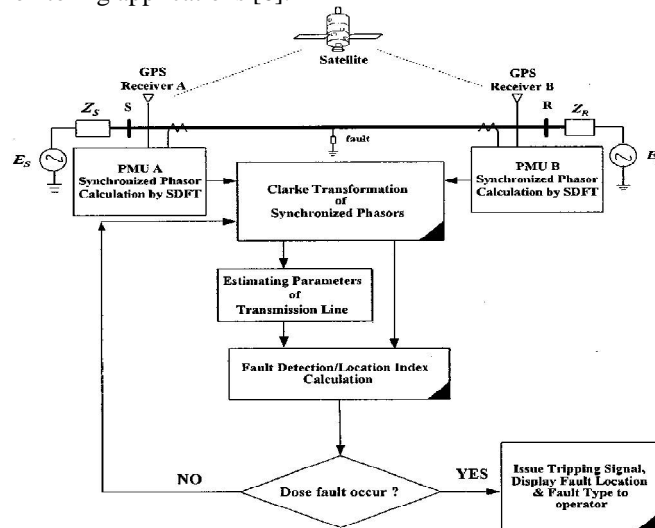 Satellite
GPS
Receiver A
GPS
Receiver B
Z_S
S
R
Z_R
fault
E_S
E
PMU A
Synchronized Phasor
Calculation by SDFT
Clarke Transformation
of
Synchronized Phasors
PMU B
Synchronized Phasor
Calculation by SDFT
Estimating Parameters
of
Transmission Line
Fault Detection/Location Index
Calculation
NO
Dose fault occur ?
YES
Issue Tripping Signal,
Display Fault Location
& Fault Type to
operator